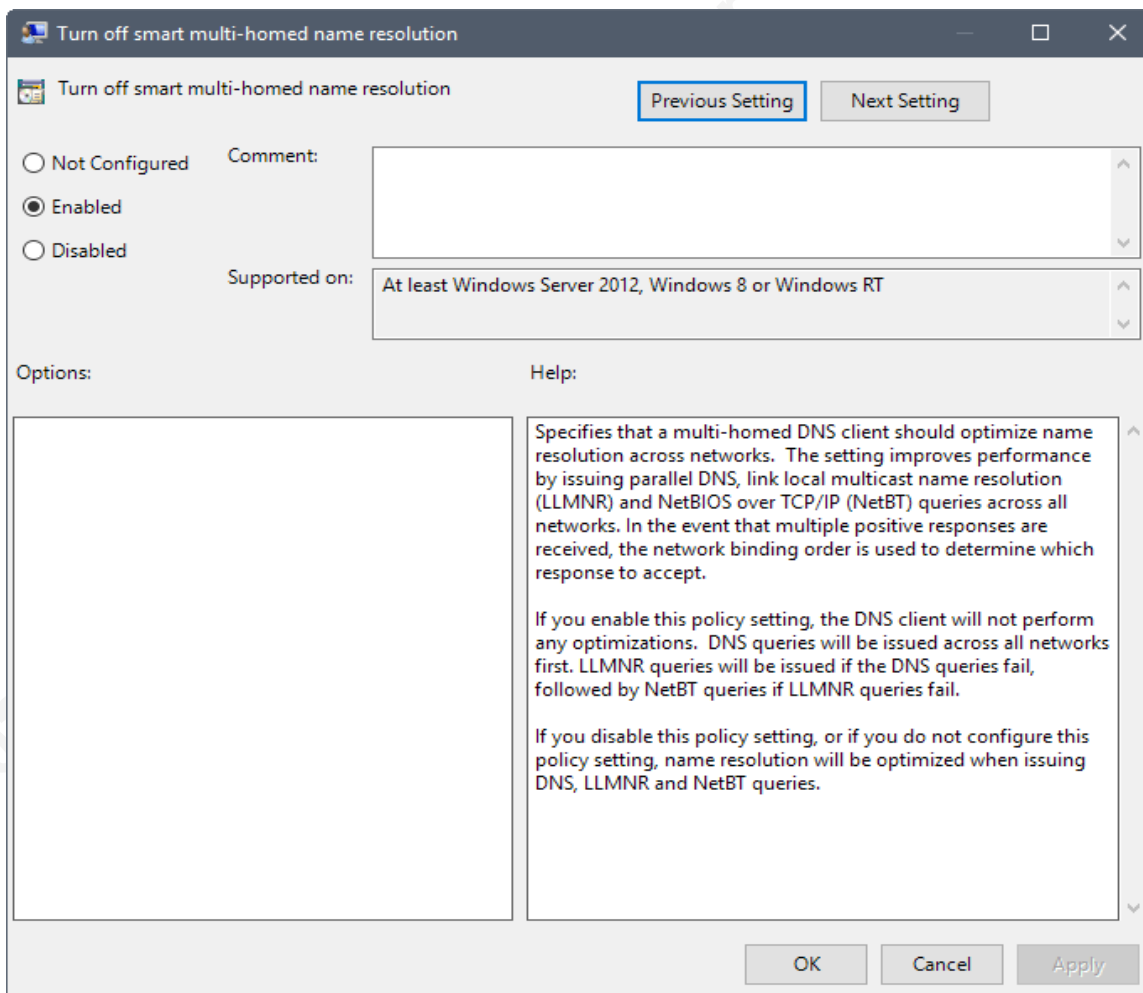 Turn off smart multi-homed name resolution
Turn off smart multi-homed name resolution
Previous Setting
Next Setting
Not Configured
Enabled
Disabled
Comment:
Supported on:
At least Windows Server 2012, Windows 8 or Windows RT
Options:
Help:
Specifies that a multi-homed DNS client should optimize name
resolution across networks.  The setting improves performance
by issuing parallel DNS, link local multicast name resolution
(LLMNR) and NetBIOS over TCP/IP (NetBT) queries across all
networks. In the event that multiple positive responses are
received, the network binding order is used to determine which
response to accept.
If you enable this policy setting, the DNS client will not perform
any optimizations.  DNS queries will be issued across all networks
first. LLMNR queries will be issued if the DNS queries fail,
followed by NetBT queries if LLMNR queries fail.
If you disable this policy setting, or if you do not configure this
policy setting, name resolution will be optimized when issuing
DNS, LLMNR and NetBT queries.
OK
Cancel
Apply